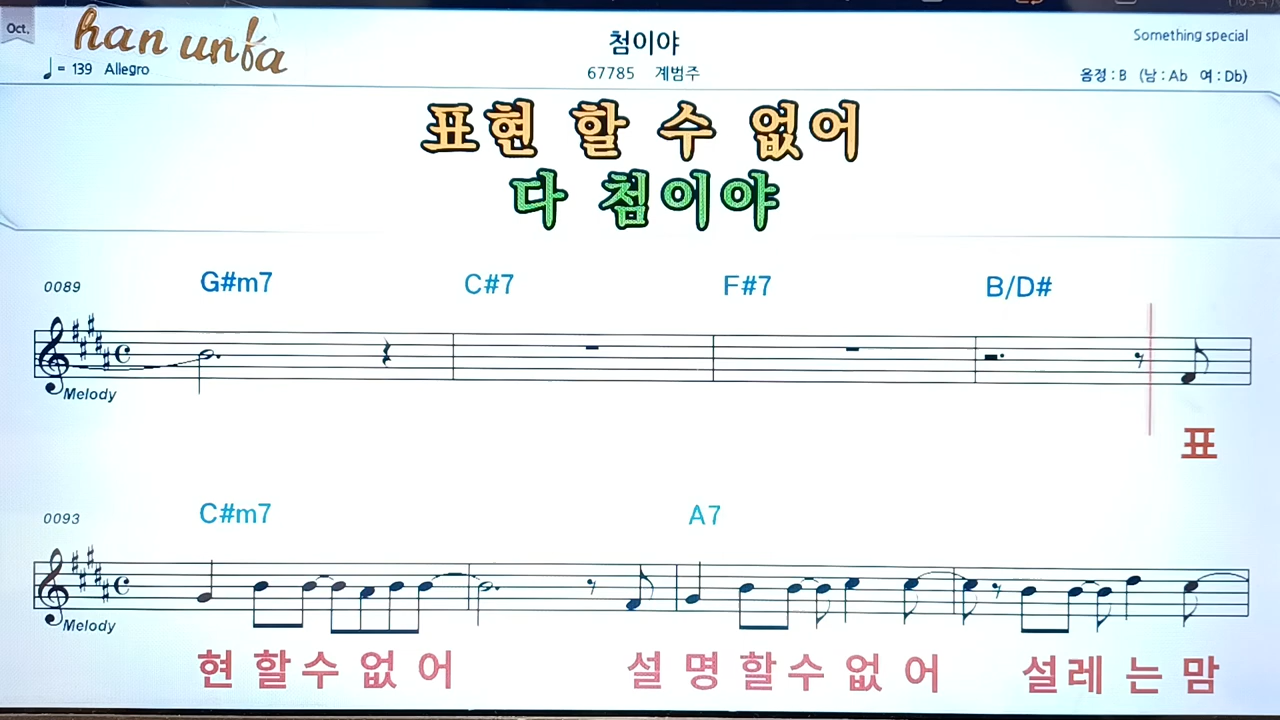 Oct.
han un!a
첨이야
Something special
= 139 Allegro
67785 계범주
음정 : B (남 : Ab 여 : Db)
표현 할 수 없어
다 첨이야
0089
G#m7 C#7 F#7 B/D#
Melody
표
0093
C#m7 A7
Melody
현 할수 없 어 설 명 할수 없 어 설레 는 맘